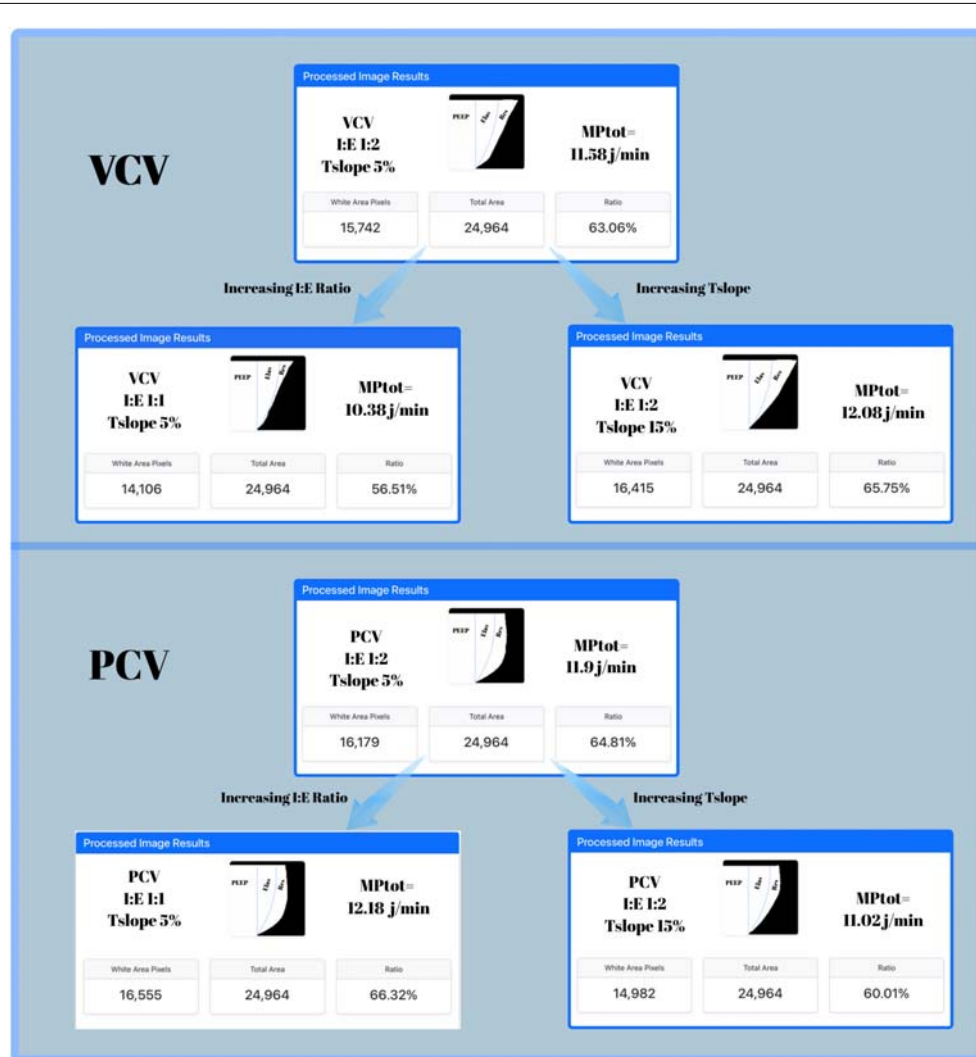 Processed Image Results
VCV
VCV
I:E 1:2
Tslope 5%
PEEP Elas Res
MPtot=
11.58 j/min
White Area Pixels
15,742
Total Area
24,964
Ratio
63.06%
Increasing I:E Ratio
Increasing Tslope
Processed Image Results
VCV
I:E 1:1
Tslope 5%
PEEP Elas Res
MPtot=
10.38 j/min
White Area Pixels
14,106
Total Area
24,964
Ratio
56.51%
Processed Image Results
VCV
I:E 1:2
Tslope 15%
PEEP Elas Res
MPtot=
12.08 j/min
White Area Pixels
16,415
Total Area
24,964
Ratio
65.75%
Processed Image Results
PCV
PCV
I:E 1:2
Tslope 5%
PEEP Elas Res
MPtot=
11.9 j/min
White Area Pixels
16,179
Total Area
24,964
Ratio
64.81%
Increasing I:E Ratio
Increasing Tslope
Processed Image Results
PCV
I:E 1:1
Tslope 5%
PEEP Elas Res
MPtot=
12.18 j/min
White Area Pixels
16,555
Total Area
24,964
Ratio
66.32%
Processed Image Results
PCV
I:E 1:2
Tslope 15%
PEEP Elas Res
MPtot=
11.02 j/min
White Area Pixels
14,982
Total Area
24,964
Ratio
60.01%